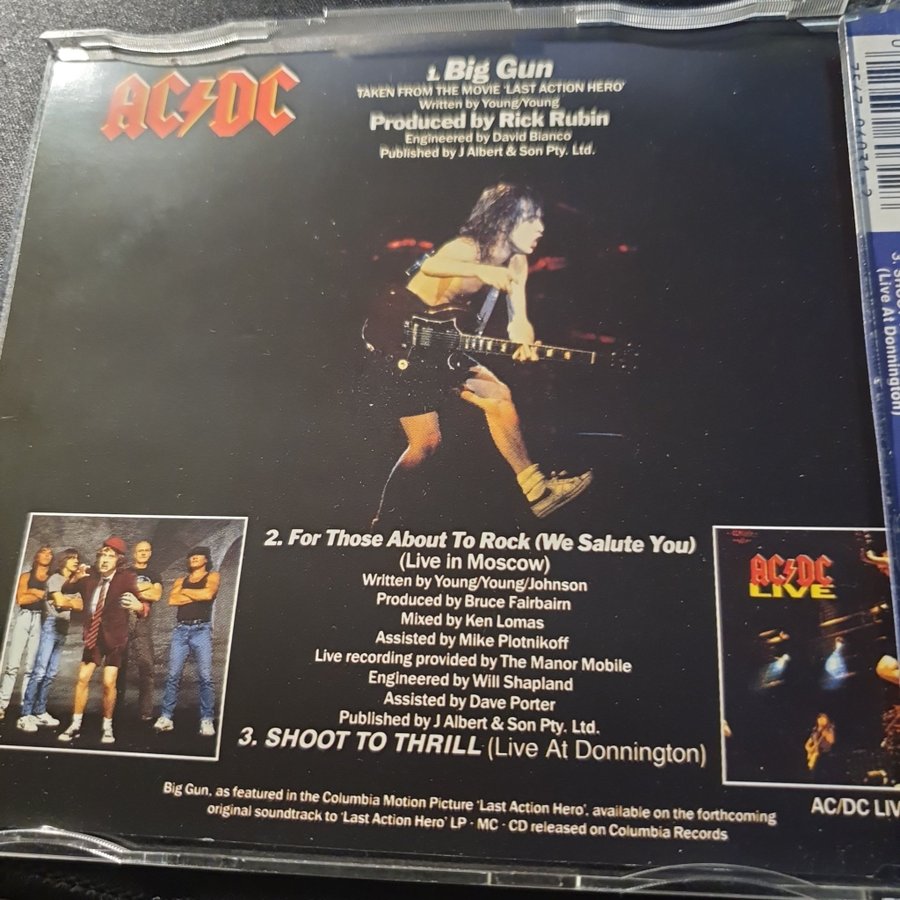 AC/DC
1. Big Gun
TAKEN FROM THE MOVIE 'LAST ACTION HERO'
Written by Young/Young
Produced by Rick Rubin
Engineered by David Bianco
Published by J Albert & Son Pty. Ltd.
2. For Those About To Rock (We Salute You)
(Live in Moscow)
Written by Young/Young/Johnson
Produced by Bruce Fairbairn
Mixed by Ken Lomas
Assisted by Mike Plotnikoff
Live recording provided by The Manor Mobile
Engineered by Will Shapland
Assisted by Dave Porter
Published by J Albert & Son Pty. Ltd.
3. SHOOT TO THRILL (Live At Donnington)
AC/DC
LIVE
AC/DC LIV
Big Gun, as featured in the Columbia Motion Picture 'Last Action Hero', available on the forthcoming
original soundtrack to 'Last Action Hero' LP · MC · CD released on Columbia Records
(Live At Donnington)